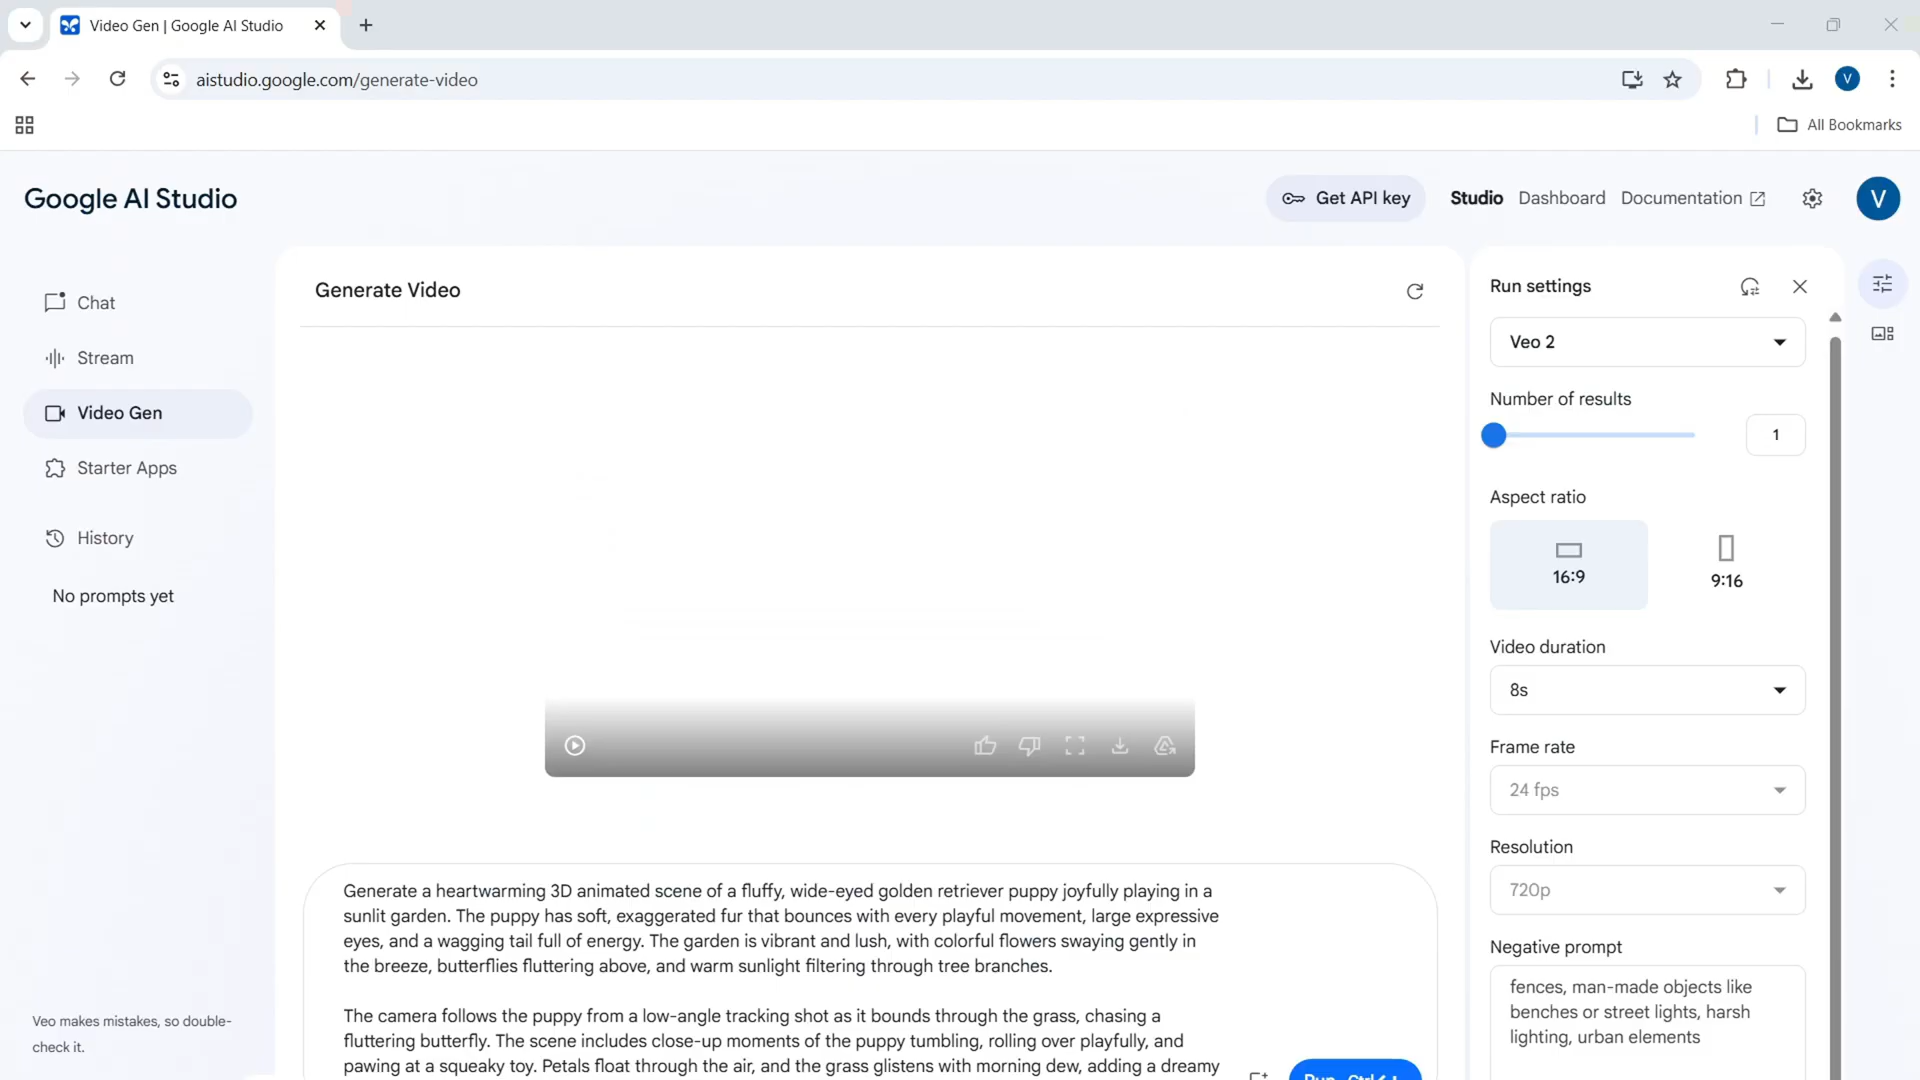 Video Gen | Google AI Studio
aistudio.google.com/generate-video
V
All Bookmarks
Google AI Studio
Get API key
Studio
Dashboard
Documentation
V
Chat
Stream
Video Gen
Starter Apps
History
No prompts yet
Veo makes mistakes, so double-
check it.
Generate Video
Generate a heartwarming 3D animated scene of a fluffy, wide-eyed golden retriever puppy joyfully playing in a
sunlit garden. The puppy has soft, exaggerated fur that bounces with every playful movement, large expressive
eyes, and a wagging tail full of energy. The garden is vibrant and lush, with colorful flowers swaying gently in
the breeze, butterflies fluttering above, and warm sunlight filtering through tree branches.
The camera follows the puppy from a low-angle tracking shot as it bounds through the grass, chasing a
fluttering butterfly. The scene includes close-up moments of the puppy tumbling, rolling over playfully, and
pawing at a squeaky toy. Petals float through the air, and the grass glistens with morning dew, adding a dreamy
Run Ctrl
Run settings
Veo 2
Number of results
1
Aspect ratio
16:9
9:16
Video duration
8s
Frame rate
24 fps
Resolution
720p
Negative prompt
fences, man-made objects like
benches or street lights, harsh
lighting, urban elements